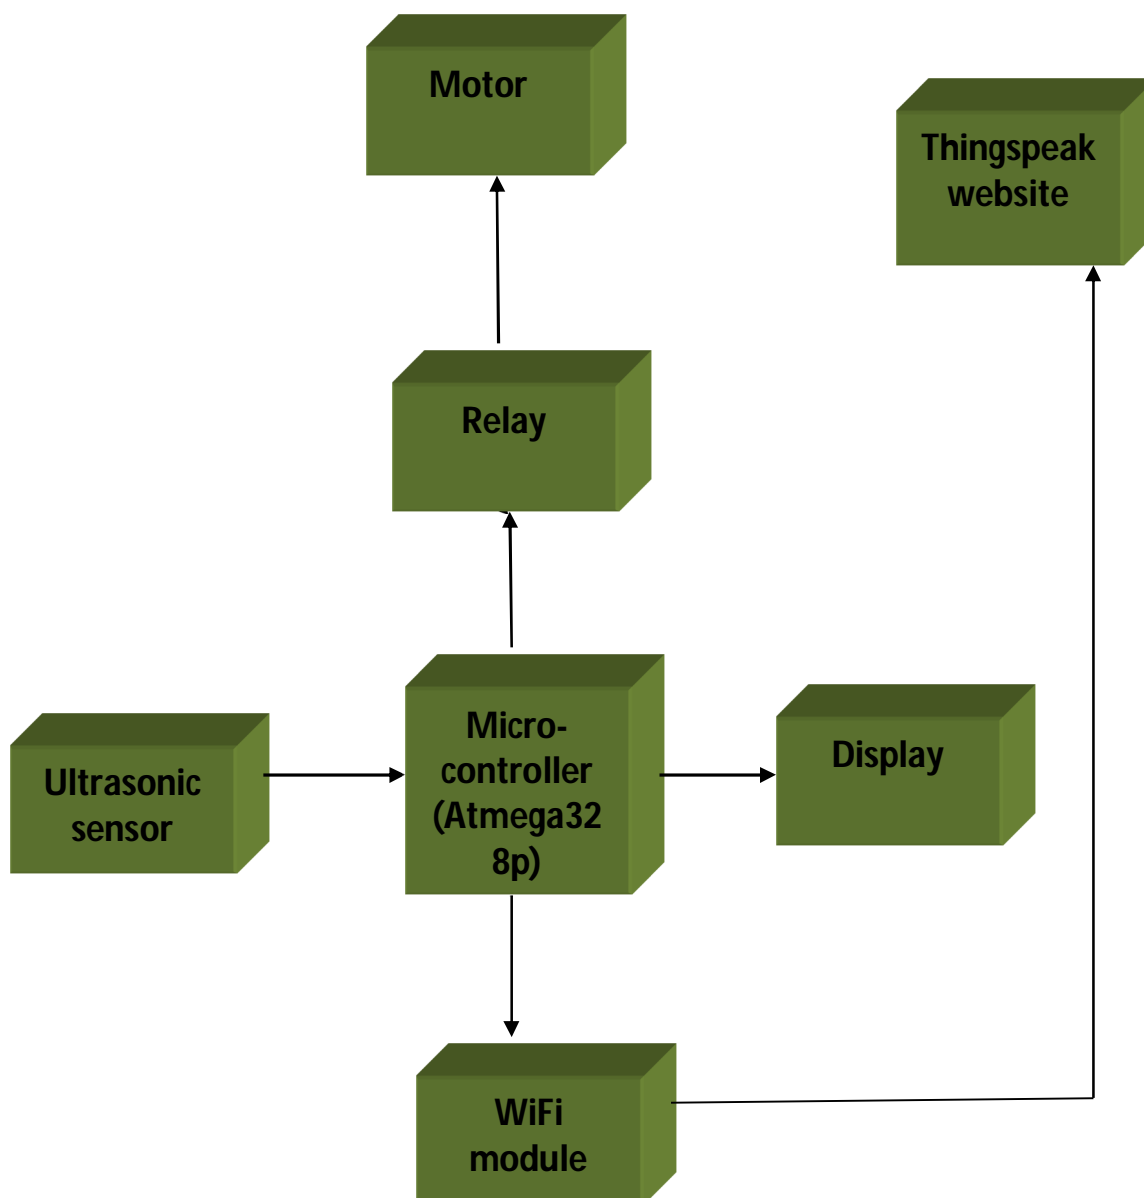 Motor
Thingspeak
website
Relay
Micro-
controller
(Atmega32
8p)
Display
Ultrasonic
sensor
WiFi
module